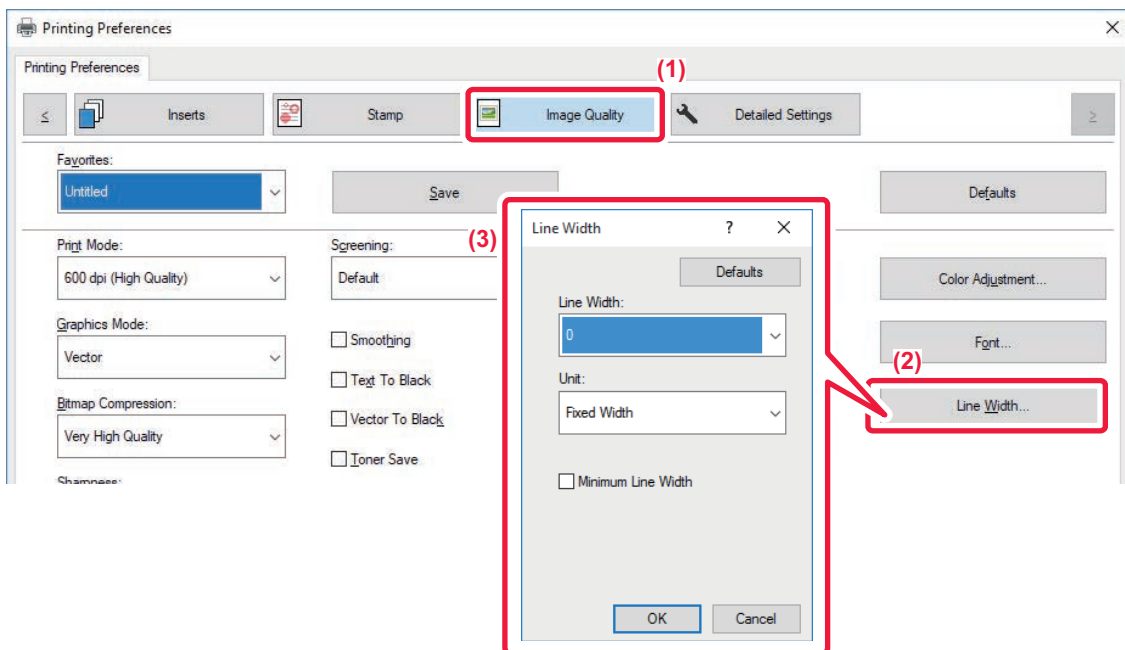 Printing Preferences
Printing Preferences
(1)
< Inserts Stamp Image Quality Detailed Settings >
Favorites:
Untitled Save Defaults
Print Mode: Screening:
600 dpi (High Quality) Default Color Adjustment...
Graphics Mode:
Vector Smoothing Font...
Text To Black
Bitmap Compression: (2)
Very High Quality Vector To Black Line Width...
Toner Save
Sharpness:
(3)
Line Width ?
Defaults
Line Width:
0
Unit:
Fixed Width
Minimum Line Width
OK Cancel